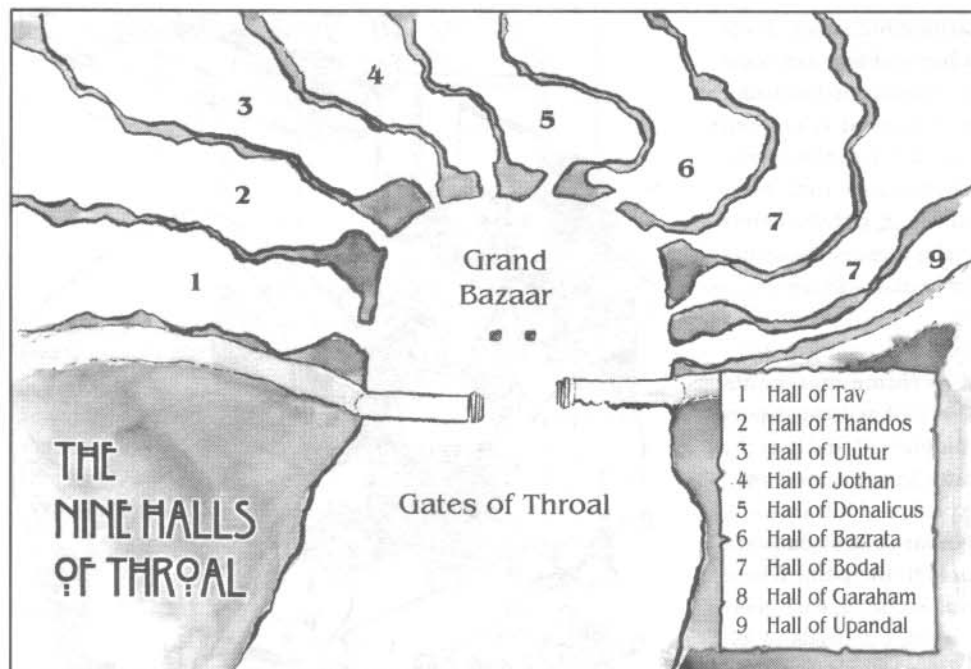 4
3
5
2
6
7
Grand
Bazaar
7
9
1
1 Hall of Tav
2 Hall of Thandos
3 Hall of Ulutur
4 Hall of Jothan
5 Hall of Donalicus
6 Hall of Bazrata
7 Hall of Bodal
8 Hall of Garaham
9 Hall of Upandal
THE
NINE HALLS
OF THROAL
Gates of Throal